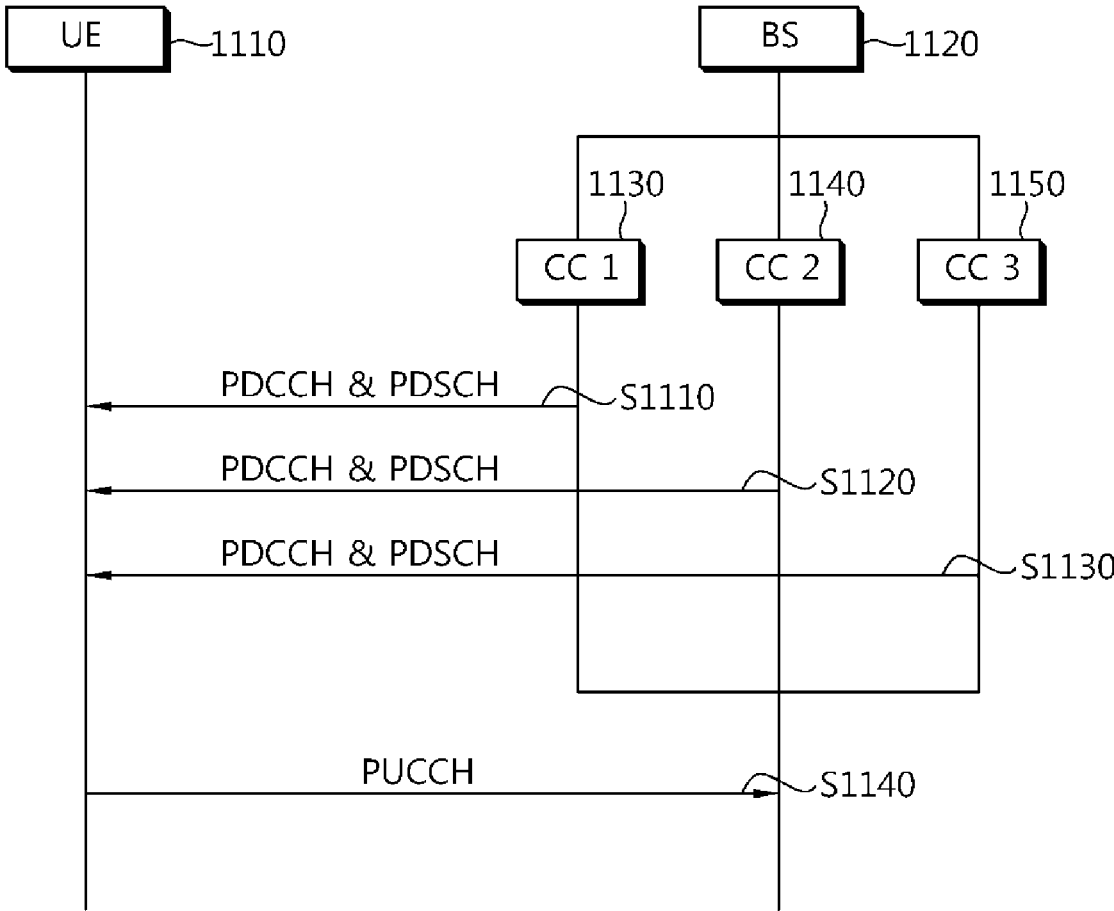 UE 1110 BS 1120
1130 1140 1150
CC 1 CC 2 CC 3
PDCCH & PDSCH S1110
PDCCH & PDSCH S1120
PDCCH & PDSCH S1130
PUCCH S1140